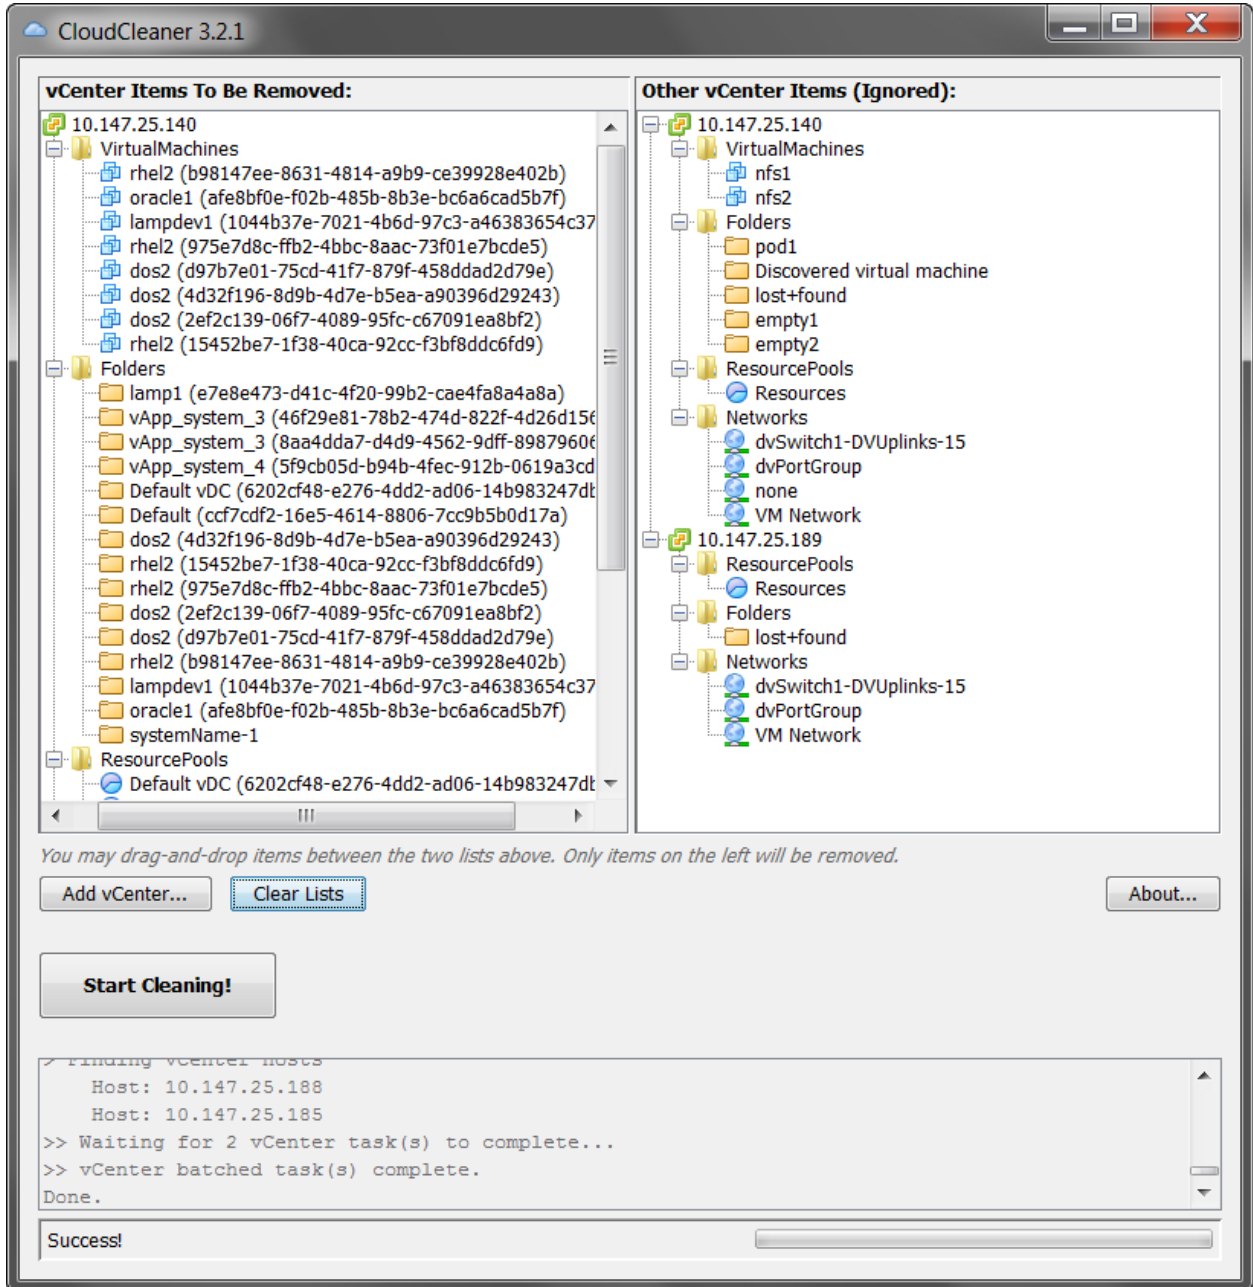 CloudCleaner 3.2.1
vCenter Items To Be Removed:
10.147.25.140
VirtualMachines
rhel2 (b98147ee-8631-4814-a9b9-ce39928e402b)
oracle1 (afe8bf0e-f02b-485b-8b3e-bc6a6cad5b7f)
lampdev1 (1044b37e-7021-4b6d-97c3-a46383654c37
rhel2 (975e7d8c-ffb2-4bbc-8aac-73f01e7bcde5)
dos2 (d97b7e01-75cd-41f7-879f-458ddad2d79e)
dos2 (4d32f196-8d9b-4d7e-b5ea-a90396d29243)
dos2 (2ef2c139-06f7-4089-95fc-c67091ea8bf2)
rhel2 (15452be7-1f38-40ca-92cc-f3bf8ddc6fd9)
Folders
lamp1 (e7e8e473-d41c-4f20-99b2-cae4fa8a4a8a)
vApp_system_3 (46f29e81-78b2-474d-822f-4d26d156
vApp_system_3 (8aa4dda7-d4d9-4562-9dff-89879606
vApp_system_4 (5f9cb05d-b94b-4fec-912b-0619a3cd
Default vDC (6202cf48-e276-4dd2-ad06-14b983247db
Default (ccf7cdf2-16e5-4614-8806-7cc9b5b0d17a)
dos2 (4d32f196-8d9b-4d7e-b5ea-a90396d29243)
rhel2 (15452be7-1f38-40ca-92cc-f3bf8ddc6fd9)
rhel2 (975e7d8c-ffb2-4bbc-8aac-73f01e7bcde5)
dos2 (2ef2c139-06f7-4089-95fc-c67091ea8bf2)
dos2 (d97b7e01-75cd-41f7-879f-458ddad2d79e)
rhel2 (b98147ee-8631-4814-a9b9-ce39928e402b)
lampdev1 (1044b37e-7021-4b6d-97c3-a46383654c37
oracle1 (afe8bf0e-f02b-485b-8b3e-bc6a6cad5b7f)
systemName-1
ResourcePools
Default vDC (6202cf48-e276-4dd2-ad06-14b983247db
Other vCenter Items (Ignored):
10.147.25.140
VirtualMachines
nfs1
nfs2
Folders
pod1
Discovered virtual machine
lost+found
empty1
empty2
ResourcePools
Resources
Networks
dvSwitch1-DVUplinks-15
dvPortGroup
none
VM Network
10.147.25.189
ResourcePools
Resources
Folders
lost+found
Networks
dvSwitch1-DVUplinks-15
dvPortGroup
VM Network
You may drag-and-drop items between the two lists above. Only items on the left will be removed.
Add vCenter...
Clear Lists
About...
Start Cleaning!
> Finding vCenter hosts
Host: 10.147.25.188
Host: 10.147.25.185
>> Waiting for 2 vCenter task(s) to complete...
>> vCenter batched task(s) complete.
Done.
Success!